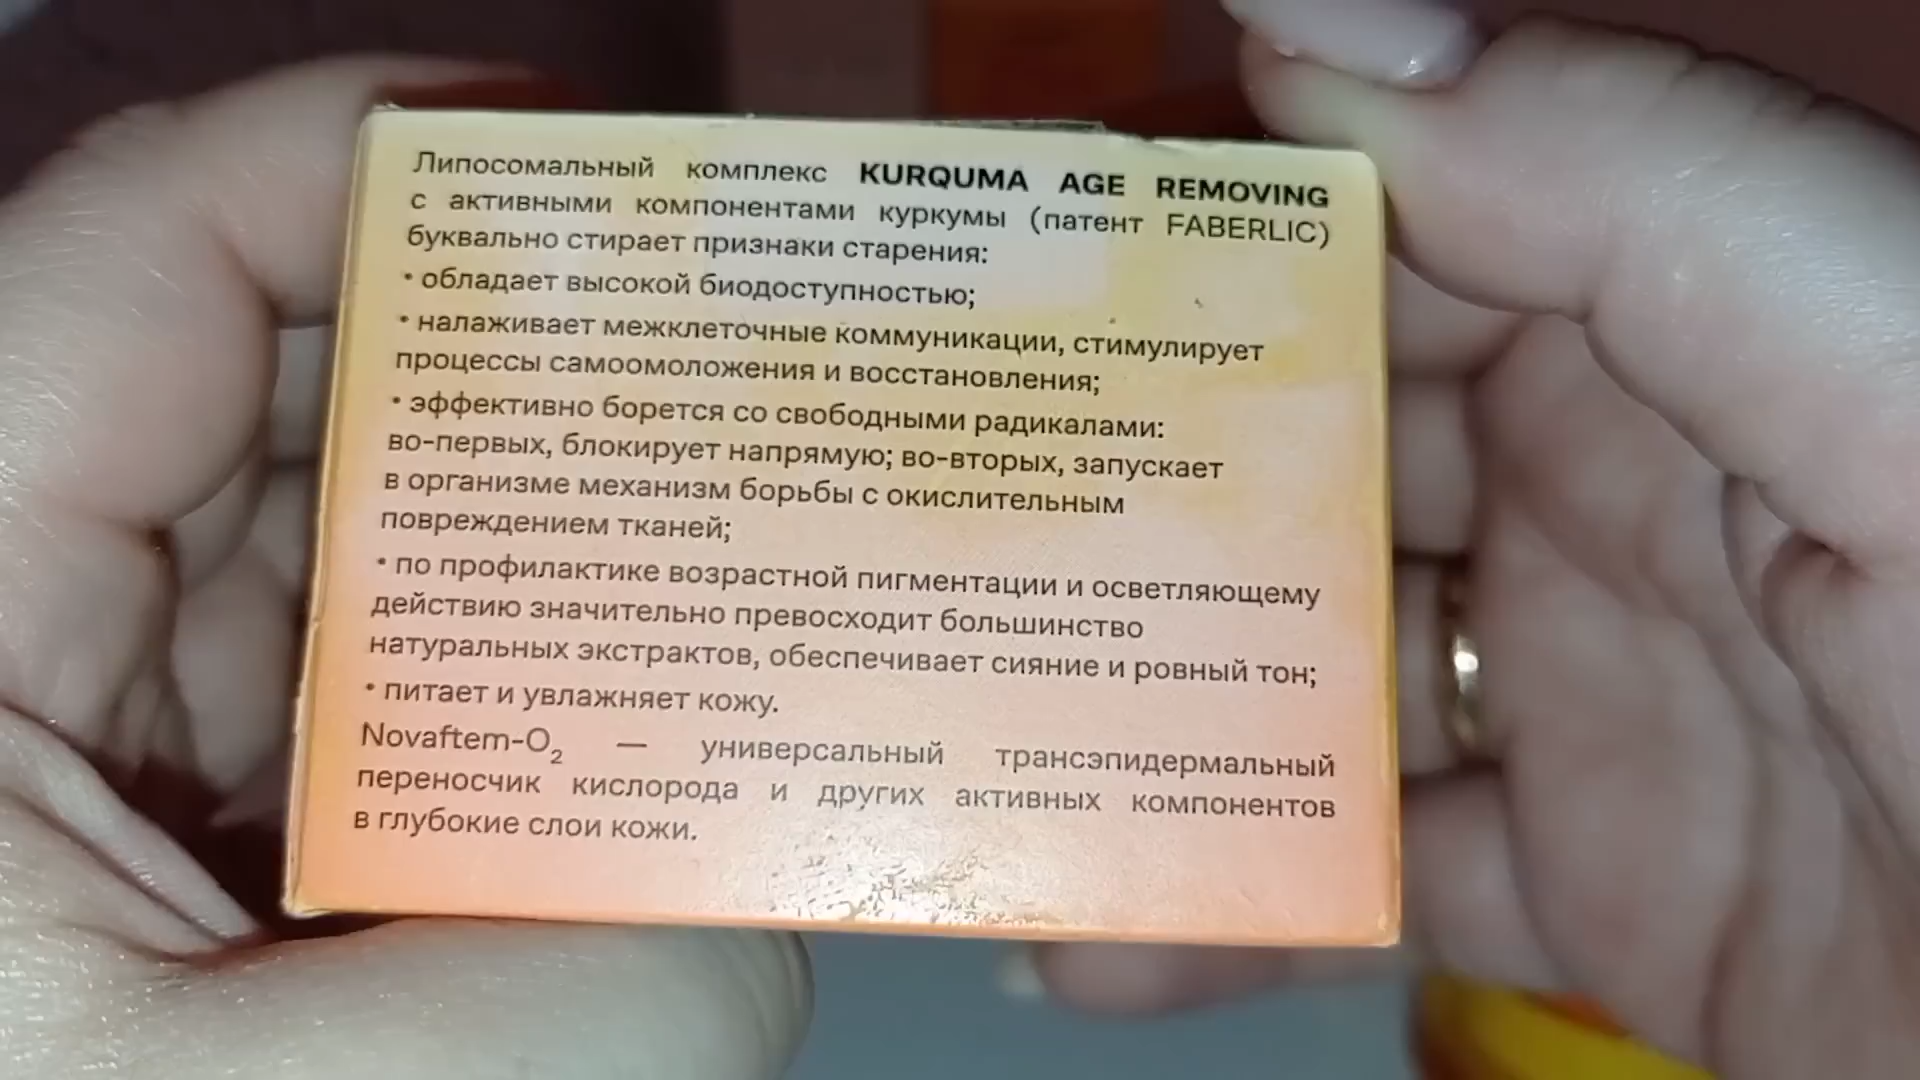 Липосомальный комплекс KURQUMA AGE REMOVING
с активными компонентами куркумы (патент FABERLIC)
буквально стирает признаки старения:
• обладает высокой биодоступностью;
• налаживает межклеточные коммуникации, стимулирует
процессы самоомоложения и восстановления;
• эффективно борется со свободными радикалами:
во-первых, блокирует напрямую; во-вторых, запускает
в организме механизм борьбы с окислительным
повреждением тканей;
• по профилактике возрастной пигментации и осветляющему
действию значительно превосходит большинство
натуральных экстрактов, обеспечивает сияние и ровный тон;
• питает и увлажняет кожу.
Novaftem-O₂ — универсальный трансэпидермальный
переносчик кислорода и других активных компонентов
в глубокие слои кожи.